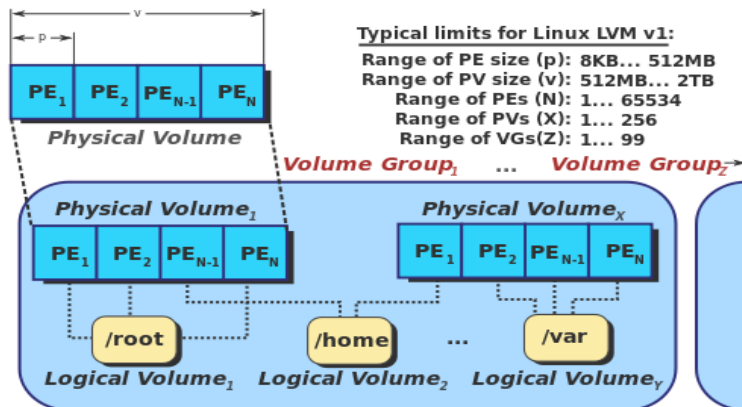 v
p
PE1 PE2 PEN-1 PEN
Physical Volume
Typical limits for Linux LVM v1:
Range of PE size (p): 8KB... 512MB
Range of PV size (v): 512MB... 2TB
Range of PEs (N): 1... 65534
Range of PVs (X): 1... 256
Range of VGs(Z): 1... 99
Volume Group1 ... Volume GroupZ
Physical Volume1 Physical VolumeX
PE1 PE2 PEN-1 PEN PE1 PE2 PEN-1 PEN
/root /home ... /var
Logical Volume1 Logical Volume2 Logical VolumeY